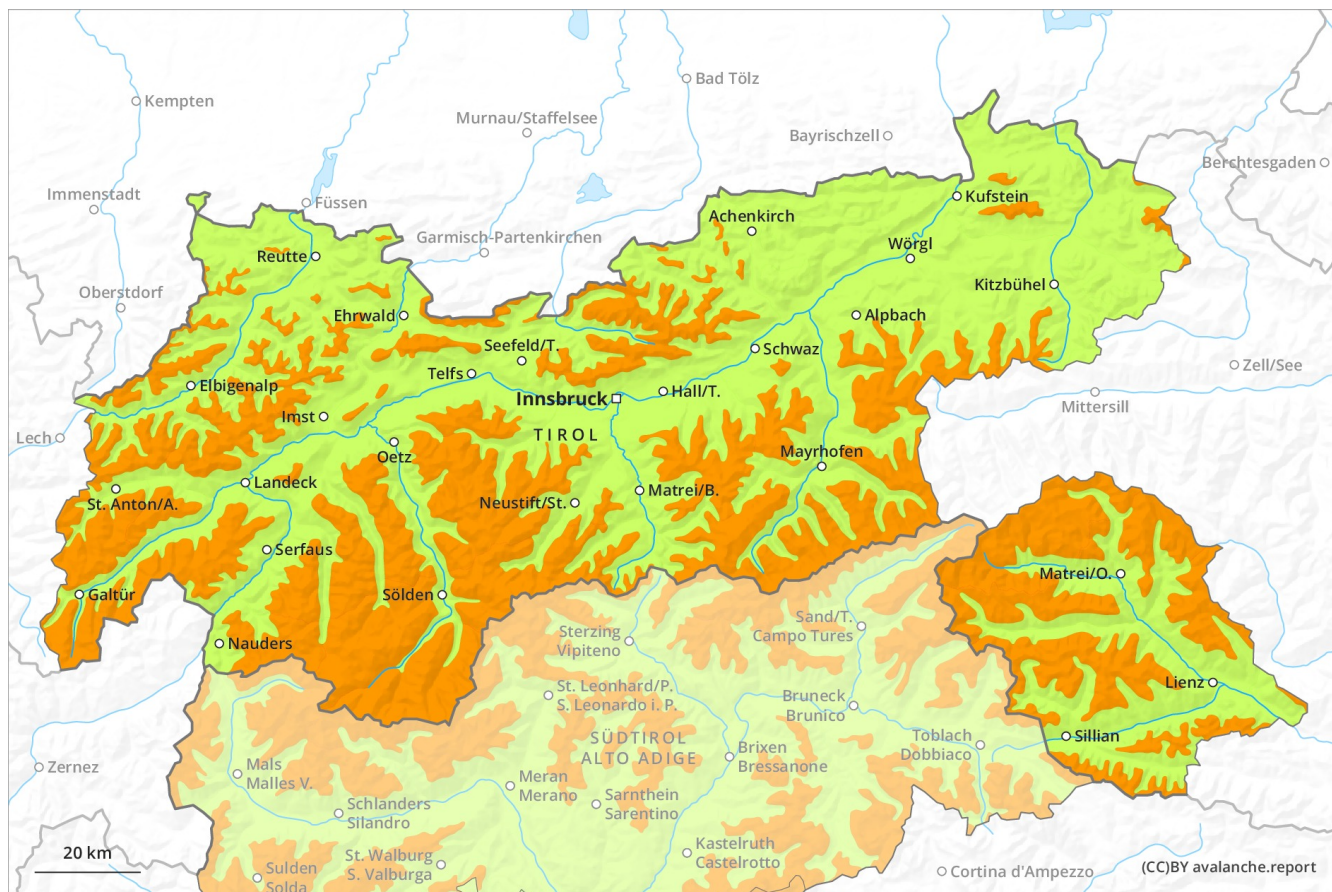 Kempten
Bad Tölz
Murnau/Staffelsee
Bayrischzell
Berchtesgaden
Immenstadt
Füssen
Kufstein
Achenkirch
Garmisch-Partenkirchen
Wörgl
Reutte
Oberstdorf
Kitzbühel
Ehrwald
Alpbach
Seefeld/T.
Schwaz
Zell/See
Telfs
Elbigenalp
Hall/T.
Innsbruck
Mittersill
Imst
Lech
TIROL
Oetz
Mayrhofen
Landeck
St. Anton/A.
Matrei/B.
Neustift/St.
Serfaus
Matrei/O.
Galtür
Sölden
Sand/T.
Campo Tures
Sterzing
Vipiteno
Nauders
Lienz
St. Leonhard/P.
S. Leonardo i. P.
Bruneck
Brunico
SÜDTIROL
ALTO ADIGE
Toblach
Dobbiaco
Sillian
Brixen
Bressanone
Zernez
Mals
Malles V.
Meran
Merano
Sarnthein
Sarentino
Schlanders
Silandro
Kastelruth
Castelrotto
20 km
St. Walburg
S. Valburga
Sulden
Solda
Cortina d'Ampezzo
(CC)BY avalanche.report